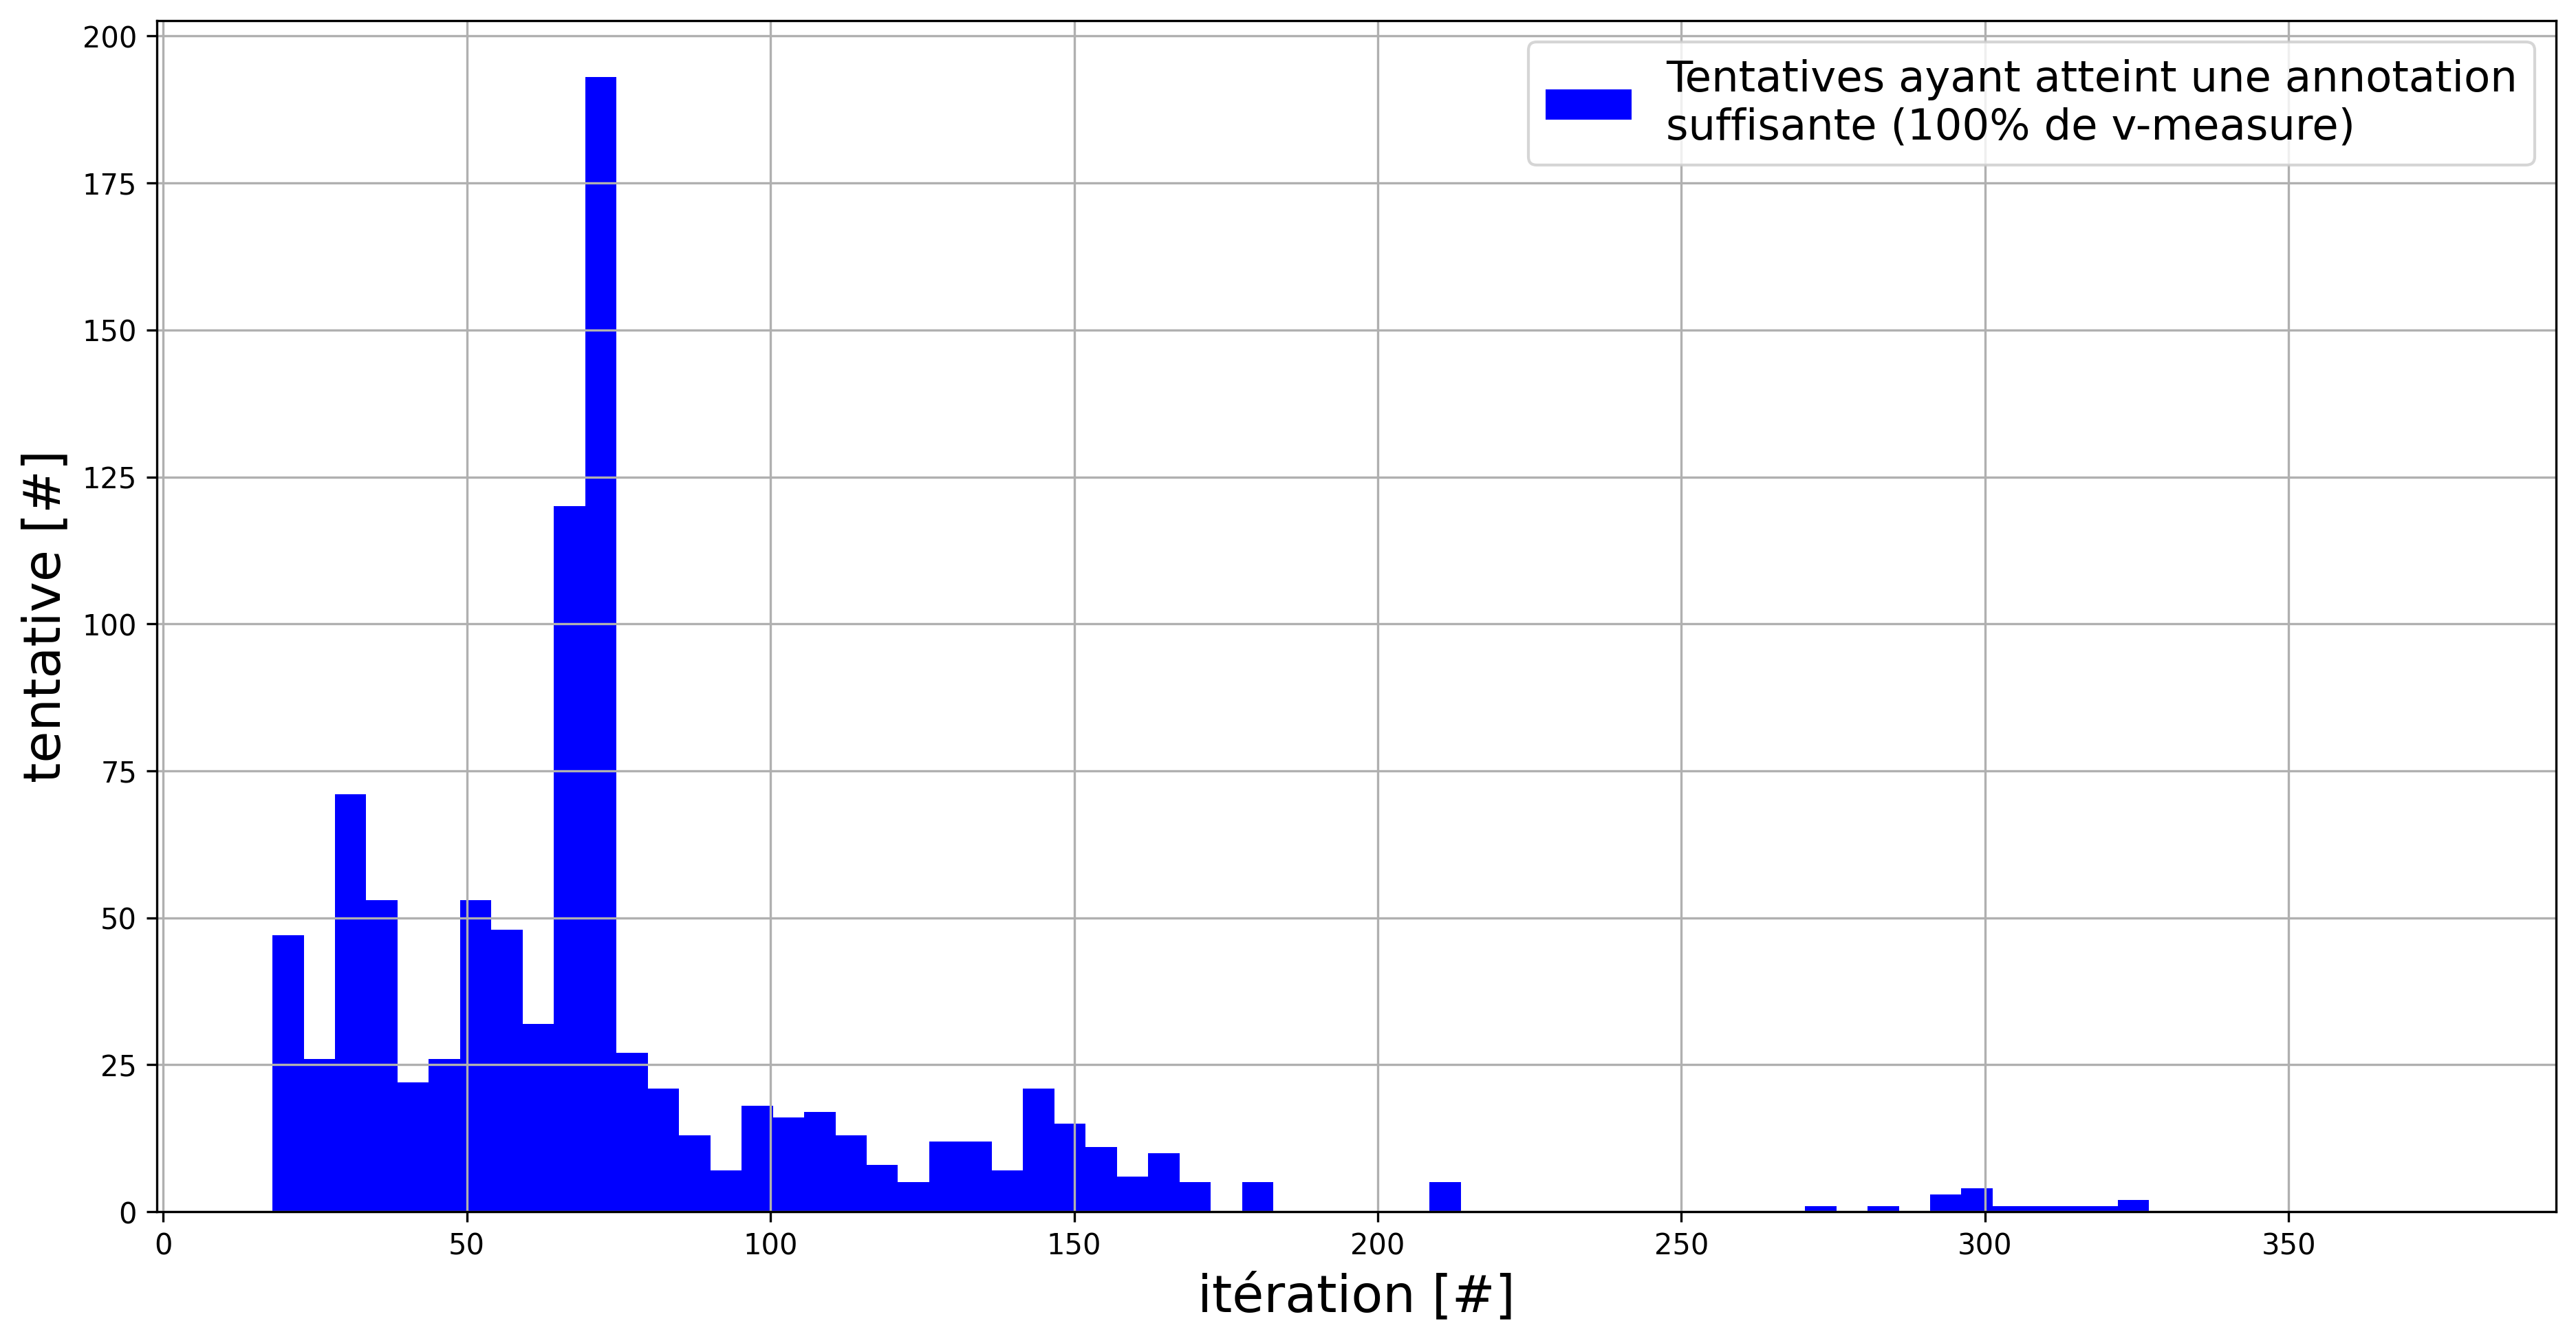 200
175
150
125
100
75
50
25
0
tentative [#]
Tentatives ayant atteint une annotation
suffisante (100% de v-measure)
0 50 100 150 200 250 300 350
itération [#]